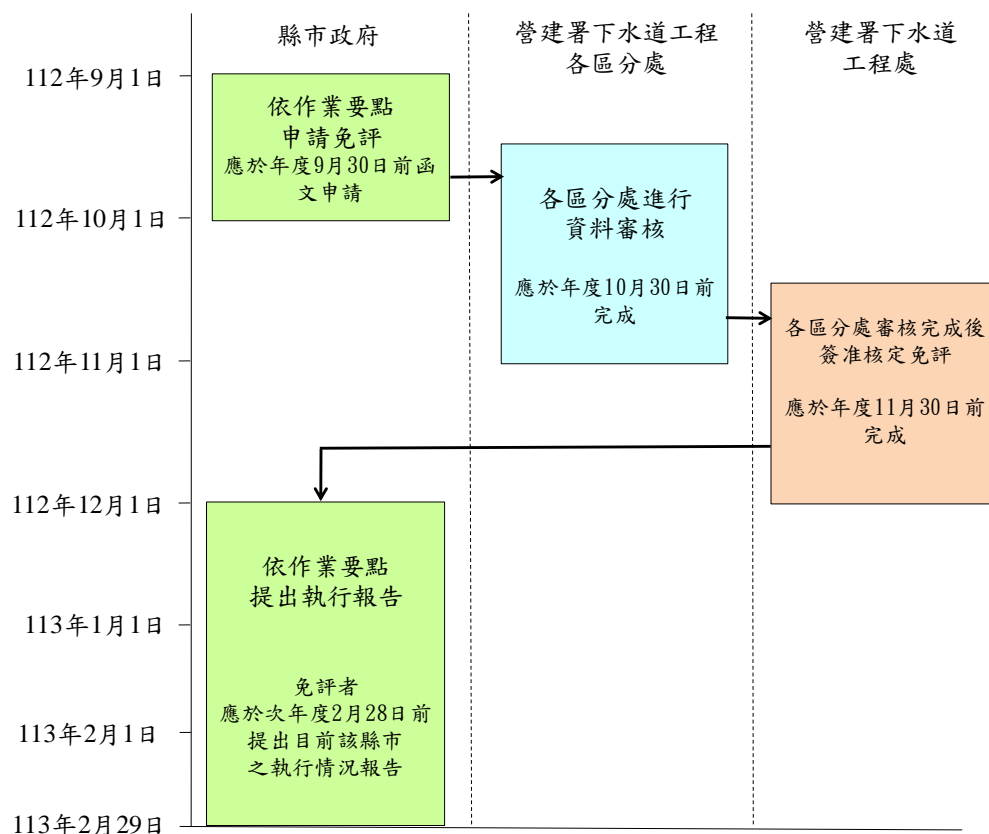 縣市政府
營建署下水道工程
各區分處
營建署下水道
工程處
112年9月1日
112年10月1日
112年11月1日
112年12月1日
113年1月1日
113年2月1日
113年2月29日
依作業要點
申請免評
應於年度9月30日前函
文申請
各區分處進行
資料審核
應於年度10月30日前
完成
各區分處審核完成後
簽准核定免評
應於年度11月30日前
完成
依作業要點
提出執行報告
免評者
應於次年度2月28日前
提出目前該縣市
之執行情況報告